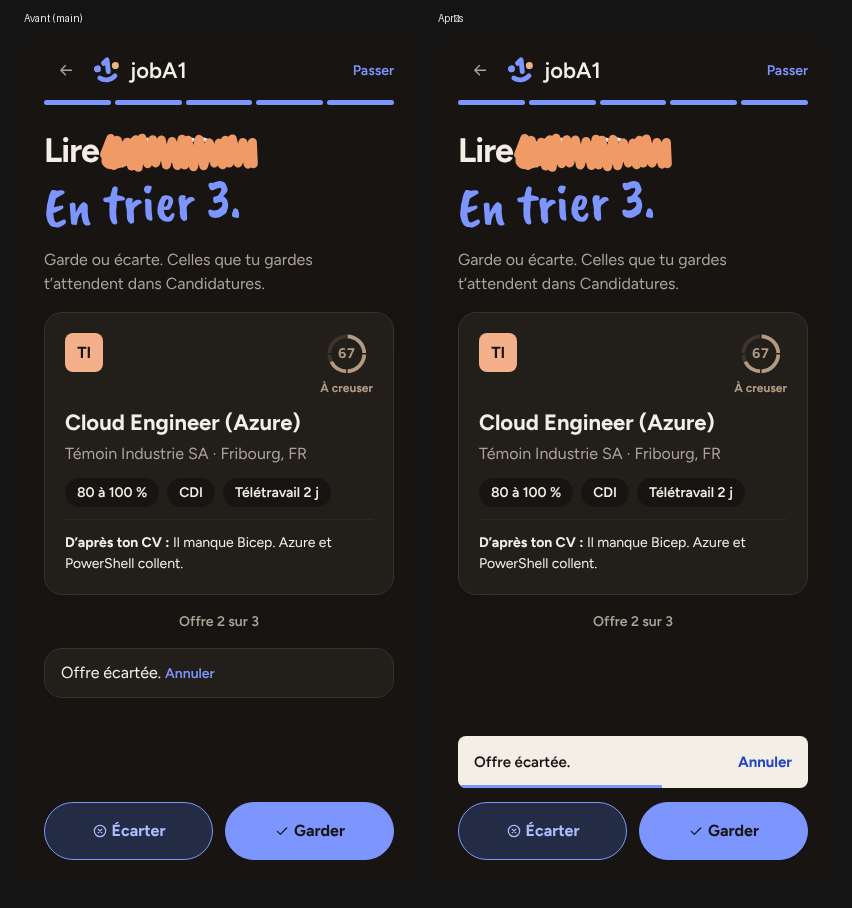 Avant (main)
jobA1
Passer
Lire
En trier 3.
Garde ou écarte. Celles que tu gardes
t’attendent dans Candidatures.
TI
67
À creuser
Cloud Engineer (Azure)
Témoin Industrie SA · Fribourg, FR
80 à 100 %
CDI
Télétravail 2 j
D’après ton CV : Il manque Bicep. Azure et
PowerShell collent.
Offre 2 sur 3
Offre écartée. Annuler
Écarter
Garder
jobA1
Passer
Lire
En trier 3.
Garde ou écarte. Celles que tu gardes
t’attendent dans Candidatures.
TI
67
À creuser
Cloud Engineer (Azure)
Témoin Industrie SA · Fribourg, FR
80 à 100 %
CDI
Télétravail 2 j
D’après ton CV : Il manque Bicep. Azure et
PowerShell collent.
Offre 2 sur 3
Offre écartée.
Annuler
Écarter
Garder